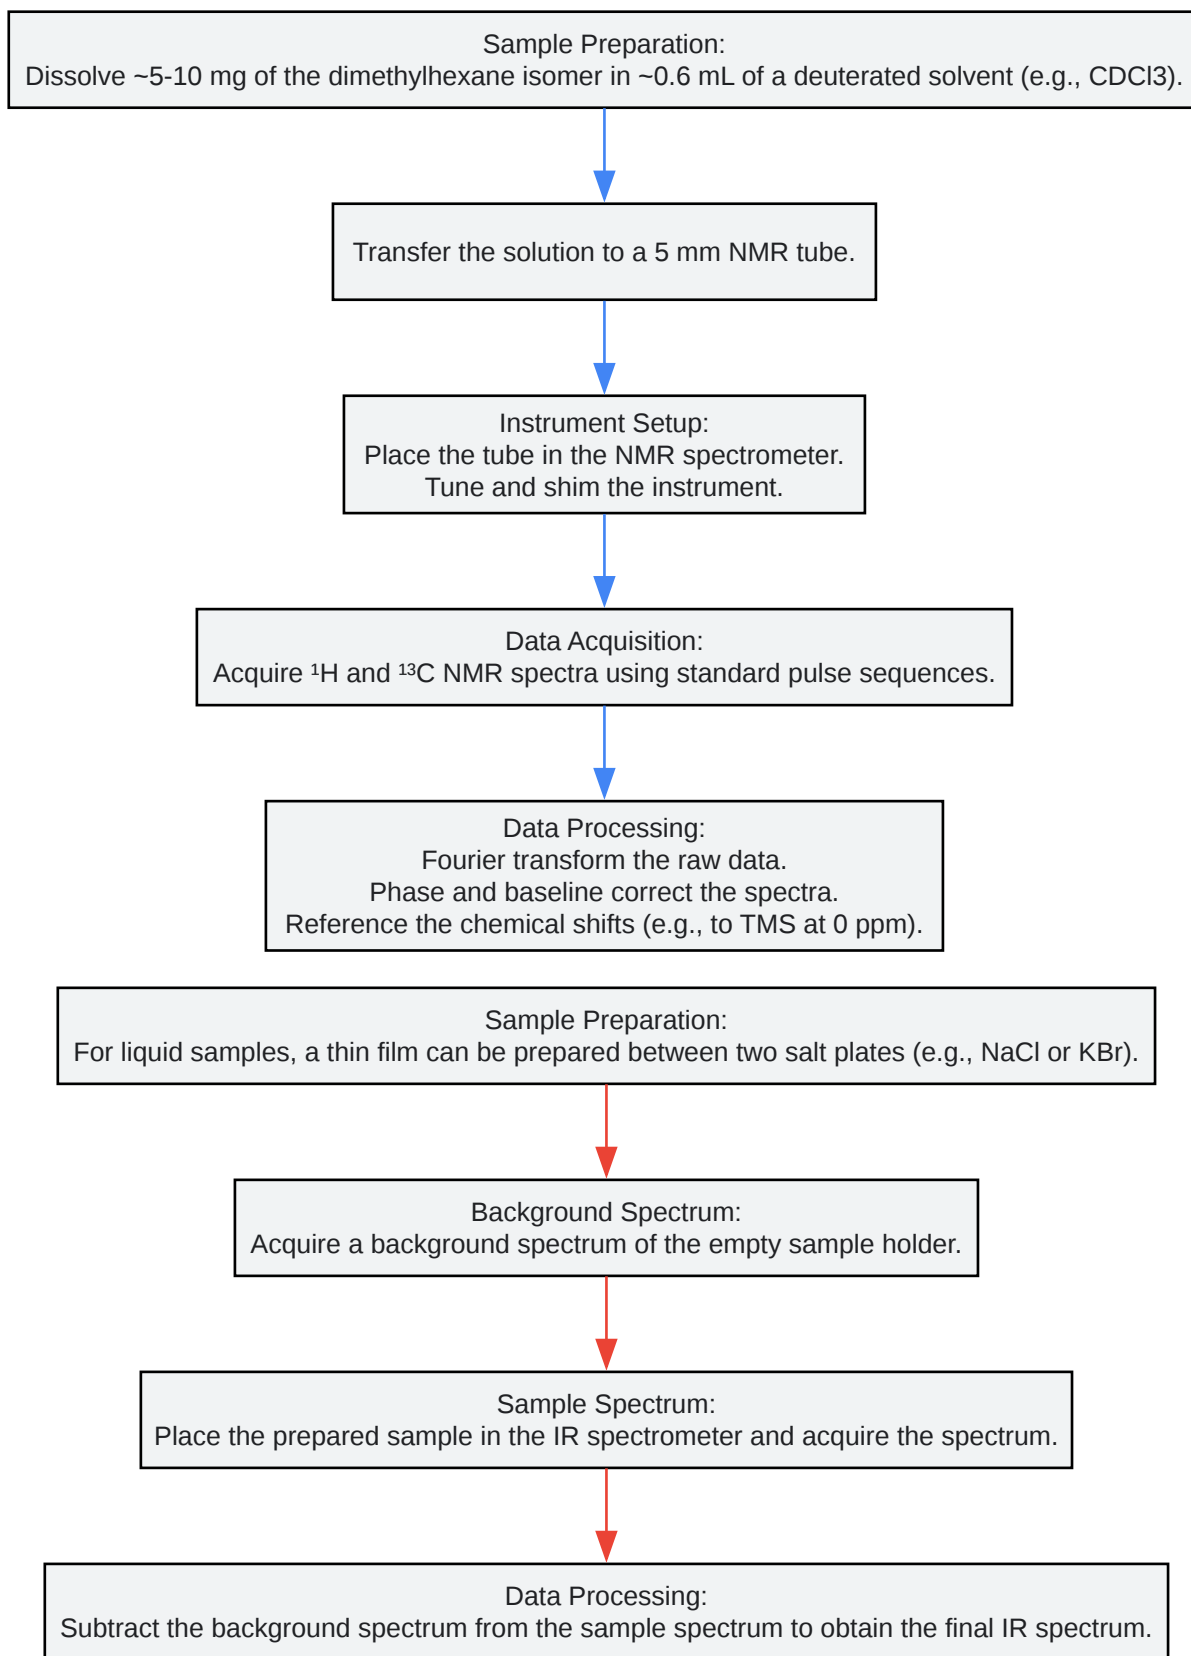 Sample Preparation:
Dissolve ~5-10 mg of the dimethylhexane isomer in ~0.6 mL of a deuterated solvent (e.g., CDCl3).
Transfer the solution to a 5 mm NMR tube.
Instrument Setup:
Place the tube in the NMR spectrometer.
Tune and shim the instrument.
Data Acquisition:
Acquire ¹H and ¹³C NMR spectra using standard pulse sequences.
Data Processing:
Fourier transform the raw data.
Phase and baseline correct the spectra.
Reference the chemical shifts (e.g., to TMS at 0 ppm).
Sample Preparation:
For liquid samples, a thin film can be prepared between two salt plates (e.g., NaCl or KBr).
Background Spectrum:
Acquire a background spectrum of the empty sample holder.
Sample Spectrum:
Place the prepared sample in the IR spectrometer and acquire the spectrum.
Data Processing:
Subtract the background spectrum from the sample spectrum to obtain the final IR spectrum.